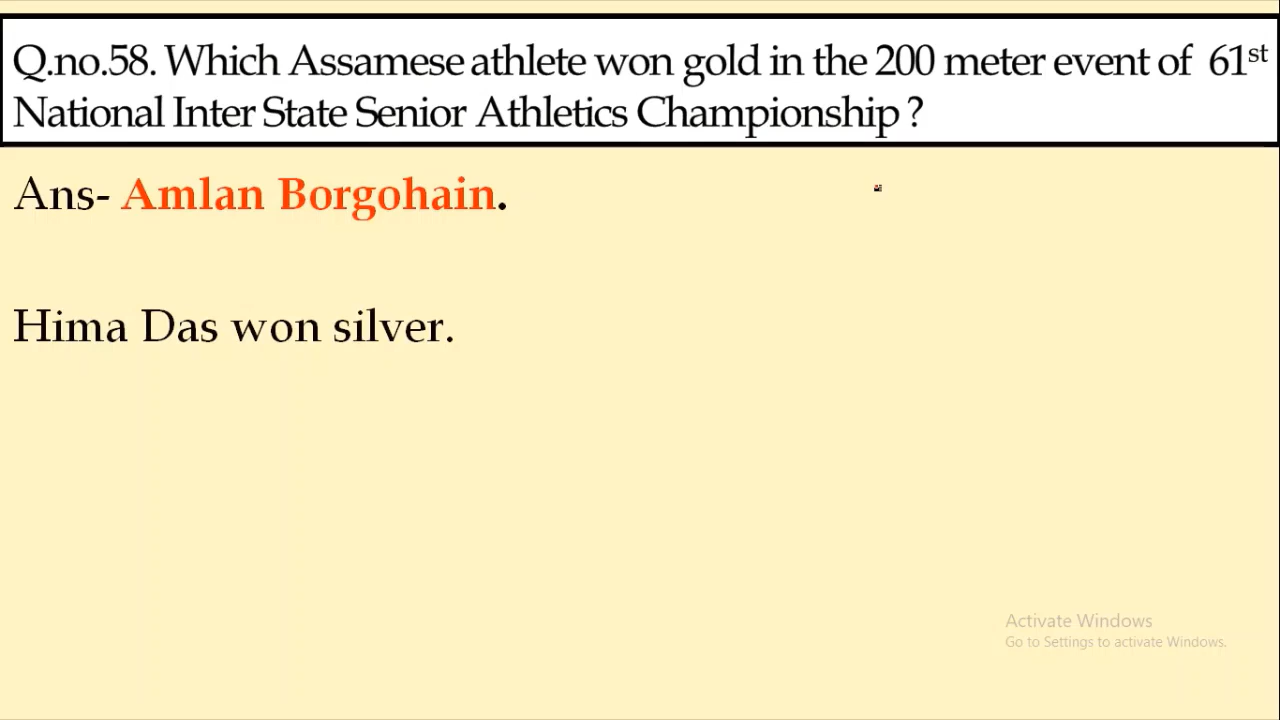 Q.no.58. Which Assamese athlete won gold in the 200 meter event of 61st
National Inter State Senior Athletics Championship ?
Ans- Amlan Borgohain.
Hima Das won silver.
Activate Windows
Go to Settings to activate Windows.